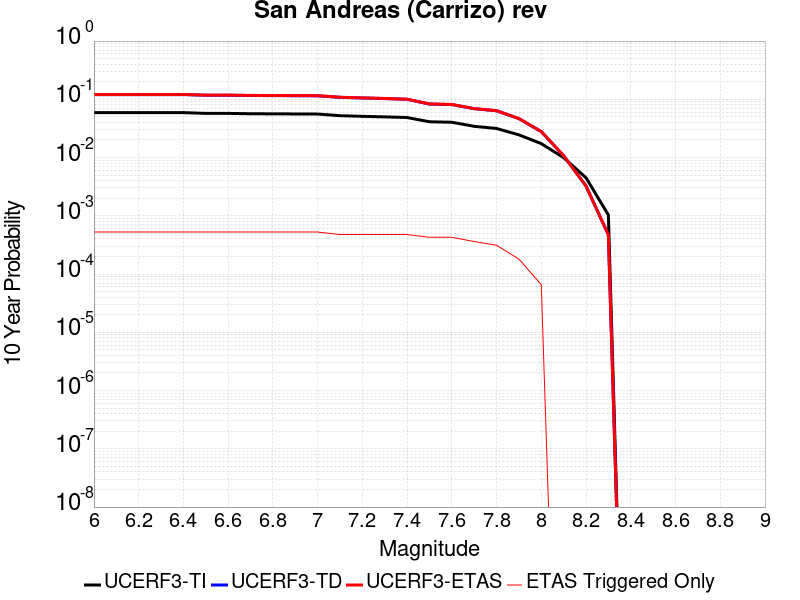 San Andreas (Carrizo) rev
10^0
10^-1
10^-2
10^-3
10^-4
10^-5
10^-6
10^-7
10^-8
10 Year Probability
6 6.2 6.4 6.6 6.8 7 7.2 7.4 7.6 7.8 8 8.2 8.4 8.6 8.8 9
Magnitude
UCERF3-TI UCERF3-TD UCERF3-ETAS ETAS Triggered Only